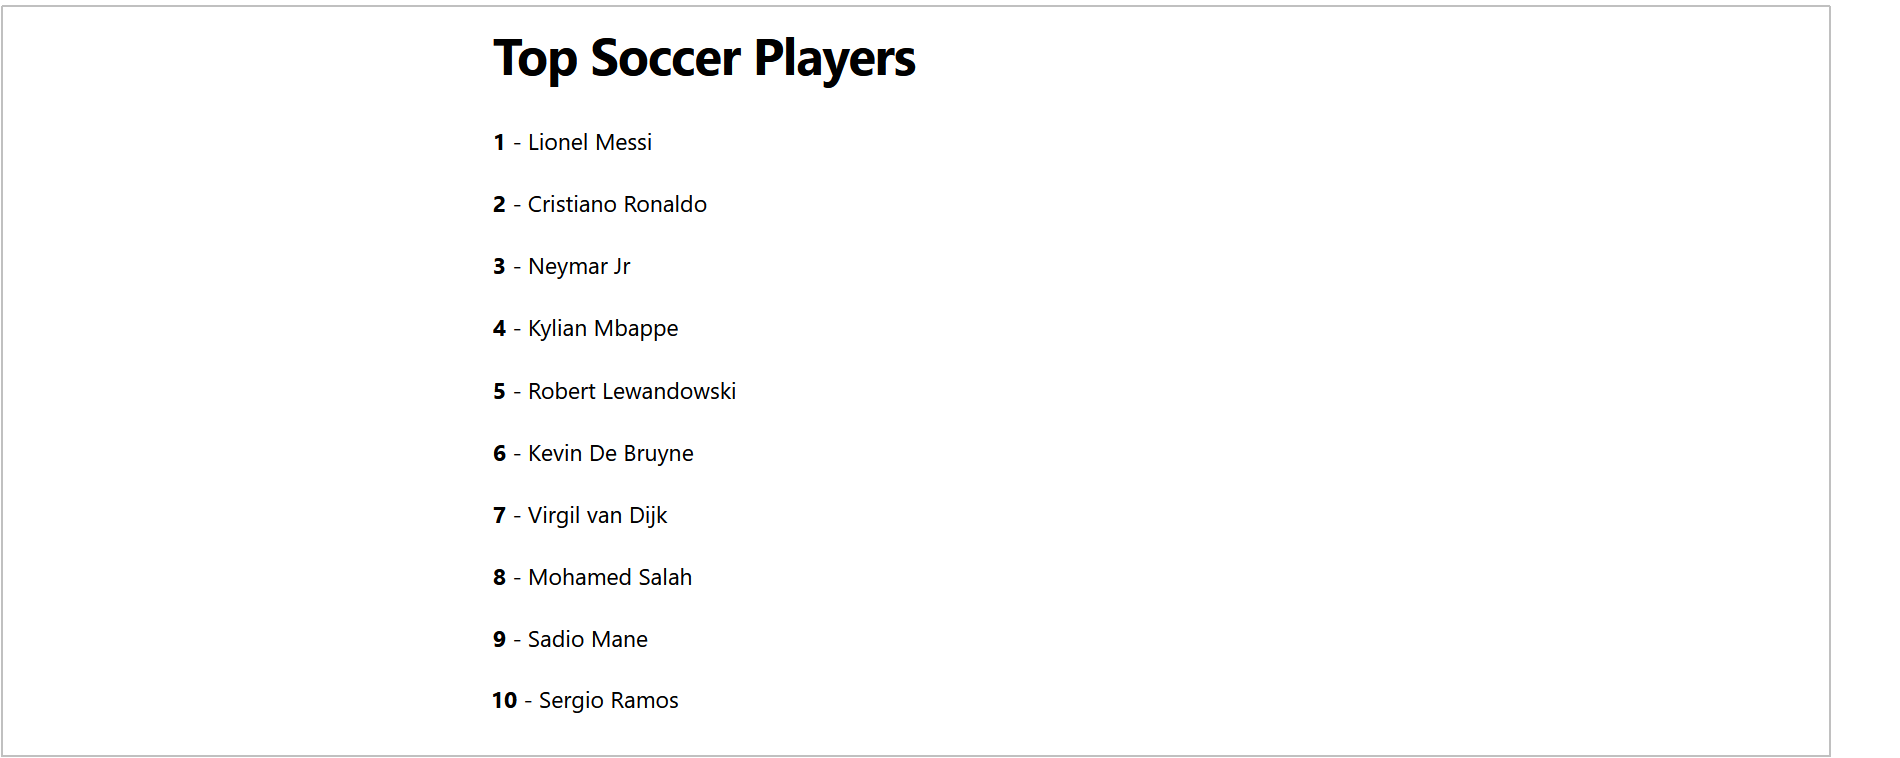 Top Soccer Players
1 - Lionel Messi
2 - Cristiano Ronaldo
3 - Neymar Jr
4 - Kylian Mbappe
5 - Robert Lewandowski
6 - Kevin De Bruyne
7 - Virgil van Dijk
8 - Mohamed Salah
9 - Sadio Mane
10 - Sergio Ramos